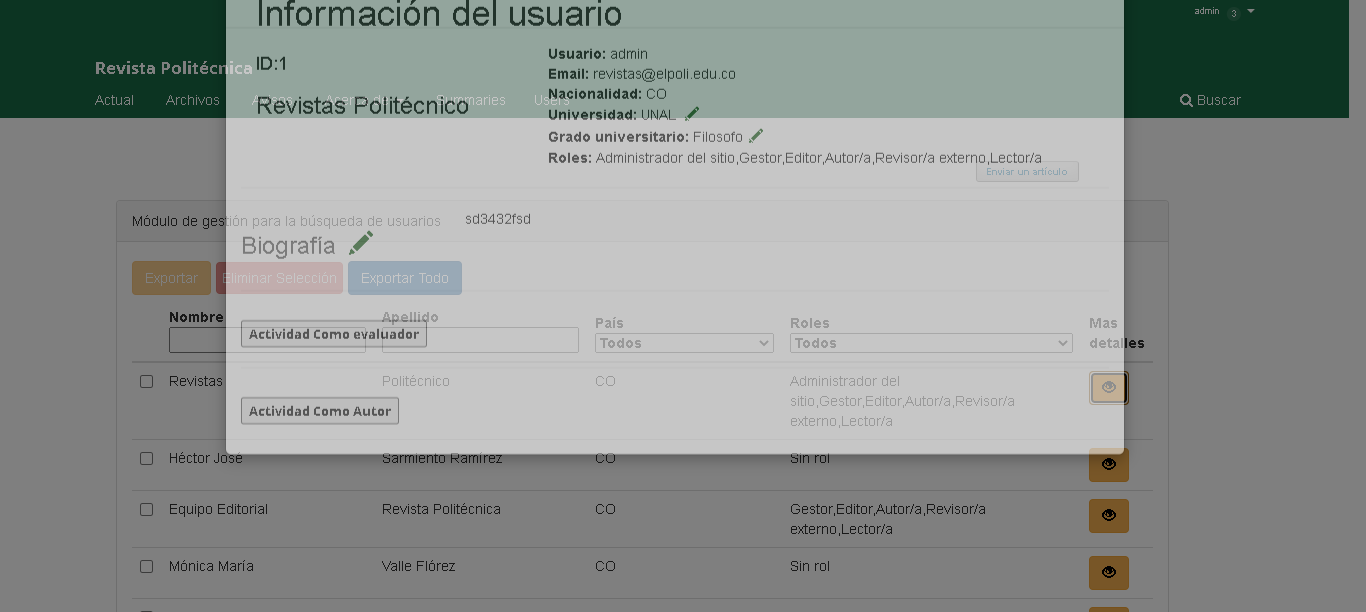 Información del usuario
admin 3
Revista Politécnica
Actual Archivos Avisos Acerca de Summaries Users Buscar
ID:1
Revistas Politécnico
Usuario: admin
Email: revistas@elpoli.edu.co
Nacionalidad: CO
Universidad: UNAL
Grado universitario: Filosofo
Roles: Administrador del sitio,Gestor,Editor,Autor/a,Revisor/a externo,Lector/a
Enviar un artículo
Módulo de gestión para la búsqueda de usuarios
sd3432fsd
Biografía
Exportar Eliminar Selección Exportar Todo
Nombre Apellido País Roles Mas detalles
Todos Todos
Actividad Como evaluador
Revistas Politécnico CO Administrador del
sitio,Gestor,Editor,Autor/a,Revisor/a
externo,Lector/a
Actividad Como Autor
Héctor José Sarmiento Ramírez CO Sin rol
Equipo Editorial Revista Politécnica CO Gestor,Editor,Autor/a,Revisor/a
externo,Lector/a
Mónica María Valle Flórez CO Sin rol